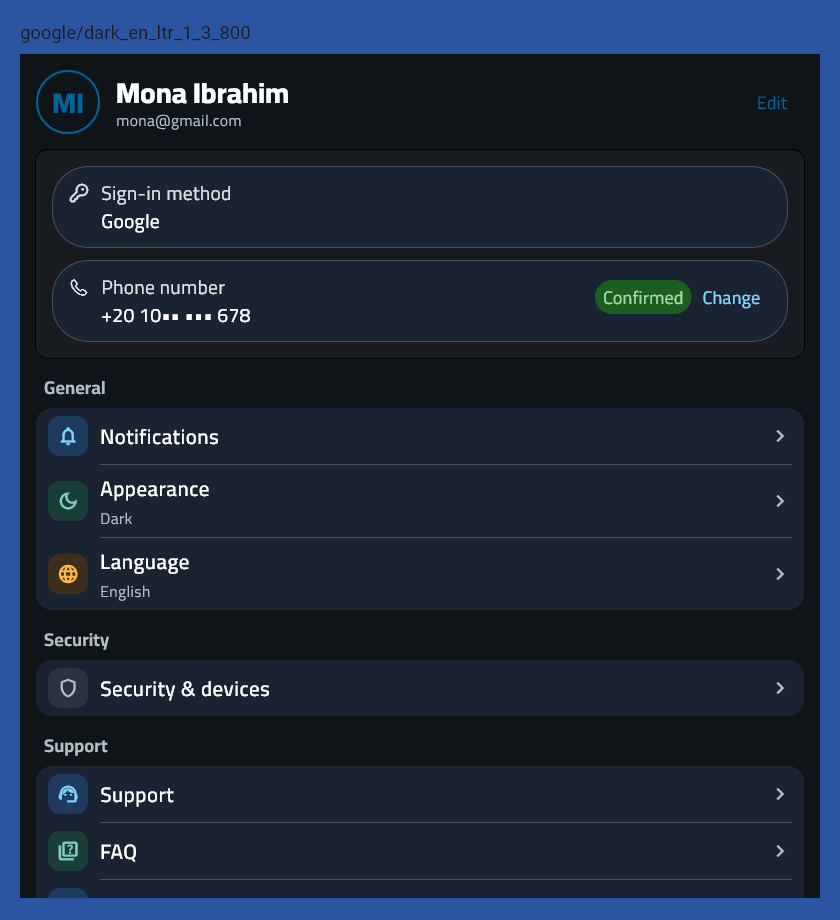 google/dark_en_ltr_1_3_800
MI
Mona Ibrahim
mona@gmail.com
Edit
Sign-in method
Google
Phone number
+20 10▪▪ ▪▪▪ 678
Confirmed
Change
General
Notifications
Appearance
Dark
Language
English
Security
Security & devices
Support
Support
FAQ